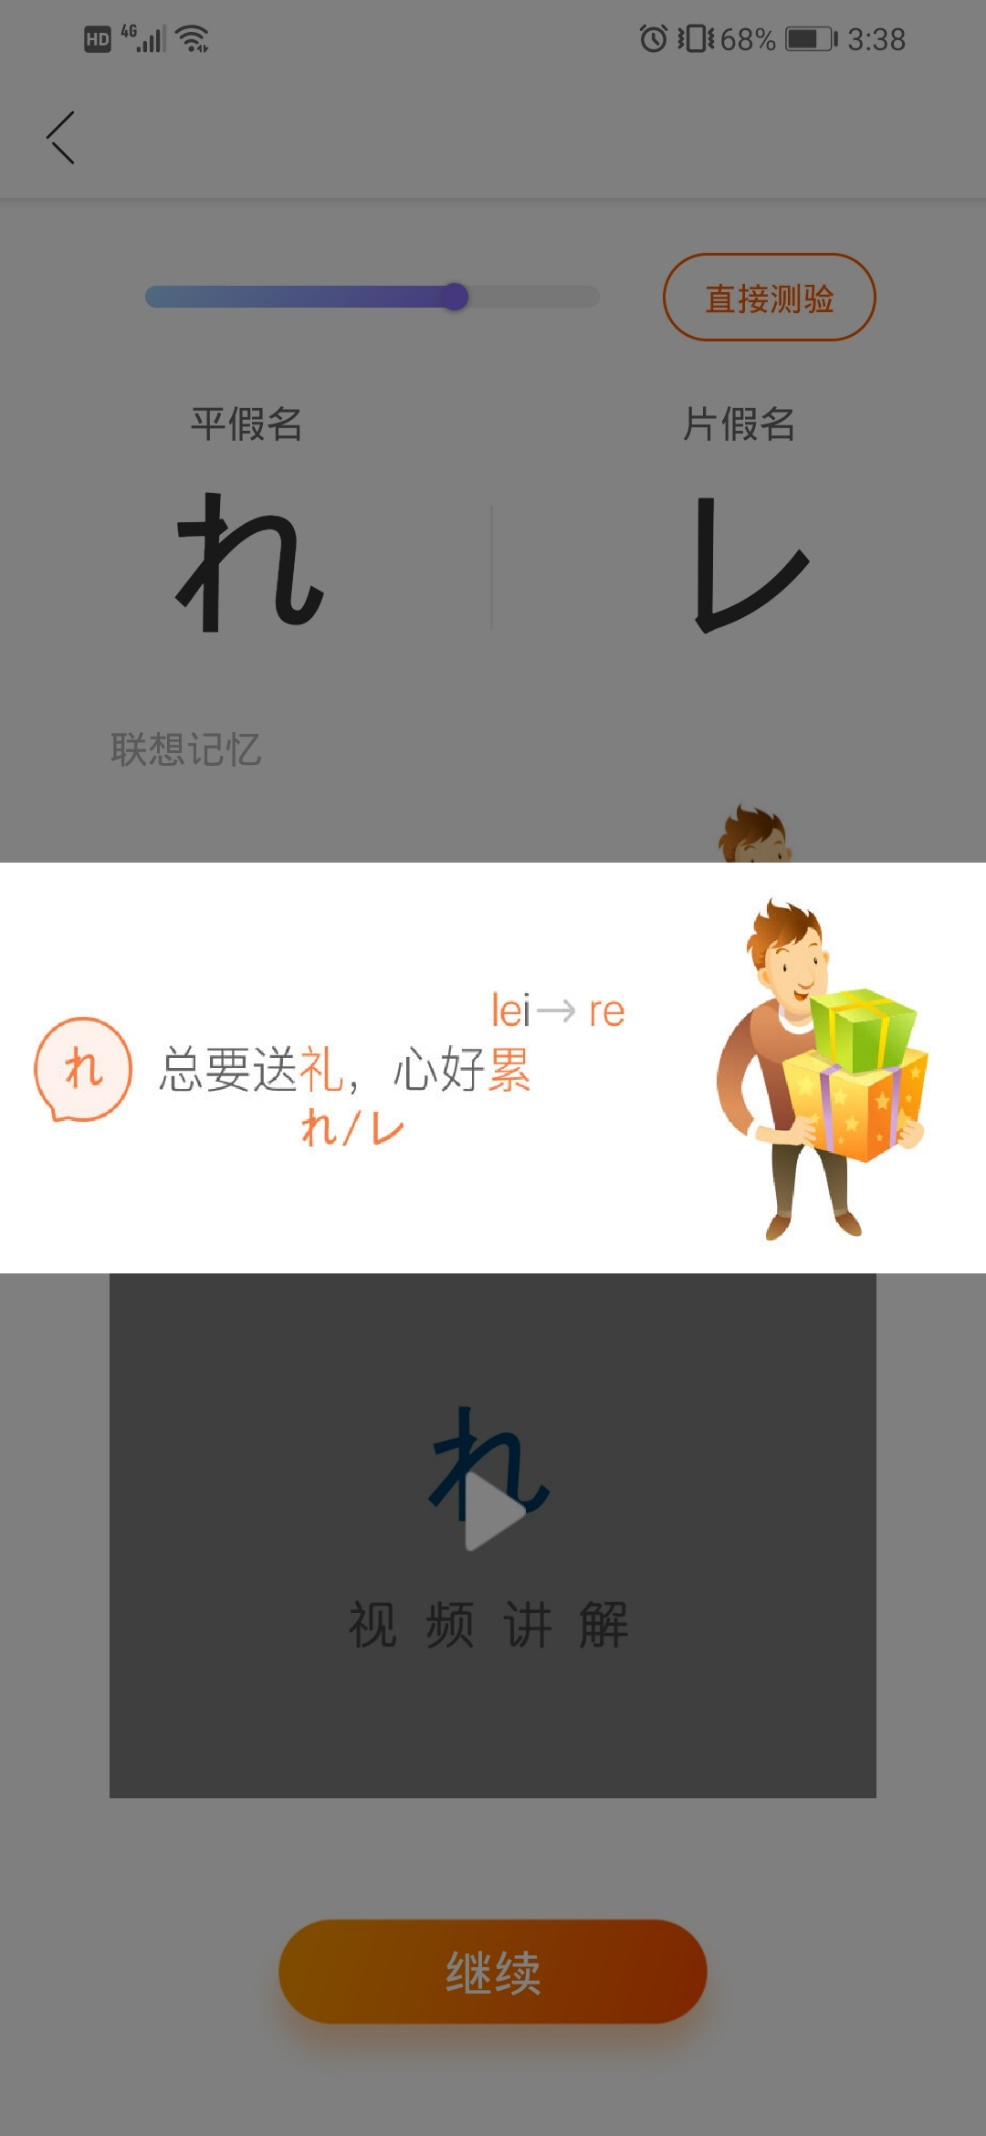 HD 4G 68% 3:38
直接测验
平假名 片假名
れ レ
联想记忆
lei→ re
れ 总要送礼，心好累
れ/レ
れ
视频讲解
继续